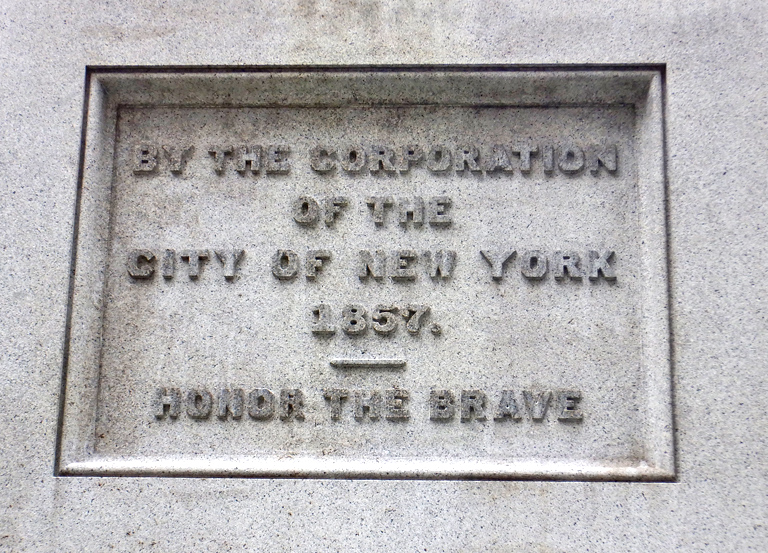 BY THE CORPORATION
OF THE
CITY OF NEW YORK
1857.
HONOR THE BRAVE